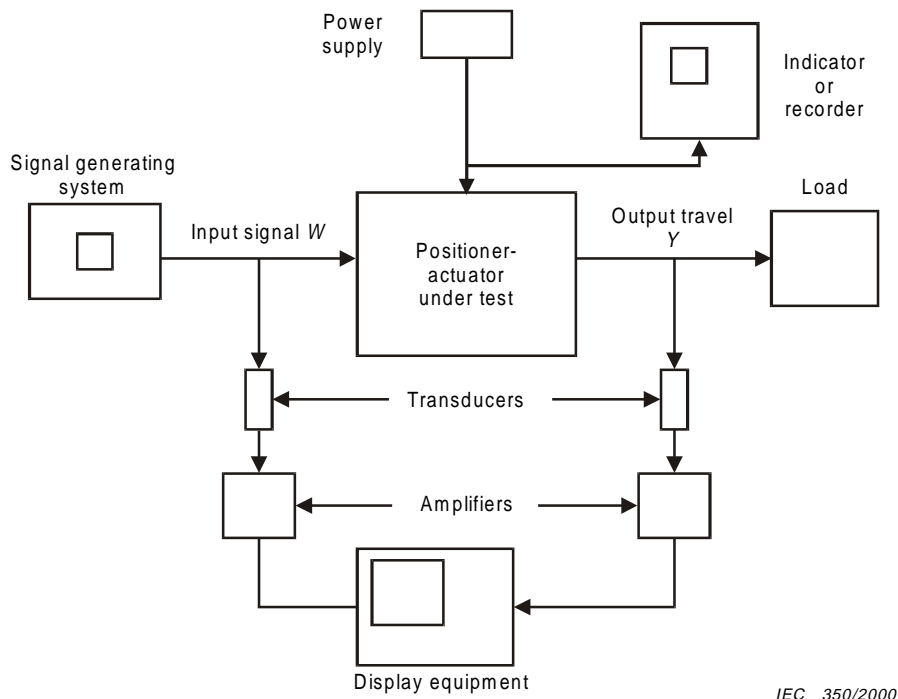 Power
supply
Indicator
or
recorder
Signal generating
system
Load
Input signal W
Output travel
Y
Positioner-
actuator
under test
Transducers
Amplifiers
Display equipment
IEC 350/2000